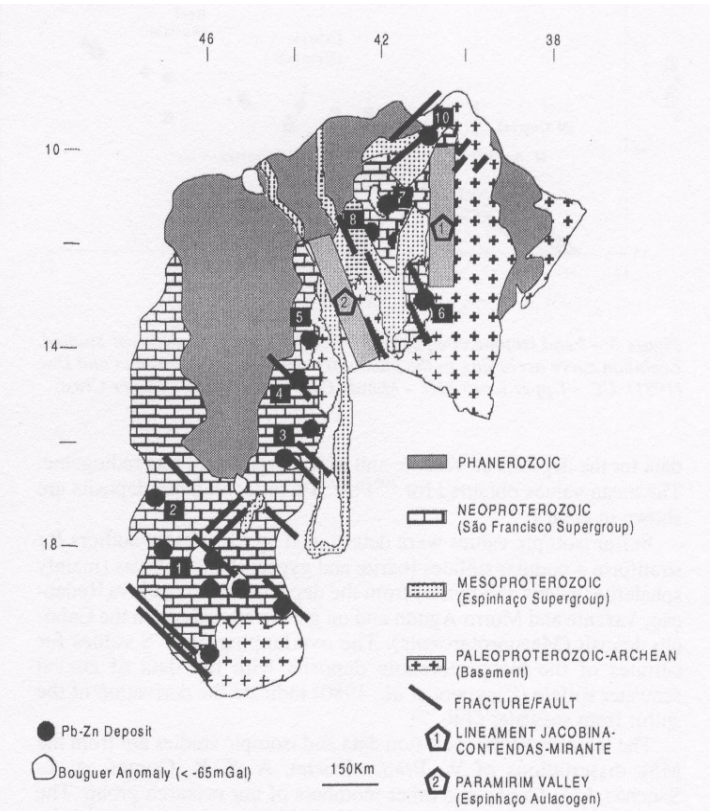 46 42 38
10
10
7
8
1
2
6
5
14
4
3
2
18
1
PHANEROZOIC
NEOPROTEROZOIC
(São Francisco Supergroup)
MESOPROTEROZOIC
(Espinhaço Supergroup)
PALEOPROTEROZOIC-ARCHEAN
(Basement)
FRACTURE/FAULT
1 LINEAMENT JACOBINA-
CONTENDAS-MIRANTE
2 PARAMIRIM VALLEY
(Espinhaço Aulacogen)
Pb-Zn Deposit
Bouguer Anomaly (< -65mGal)
150Km